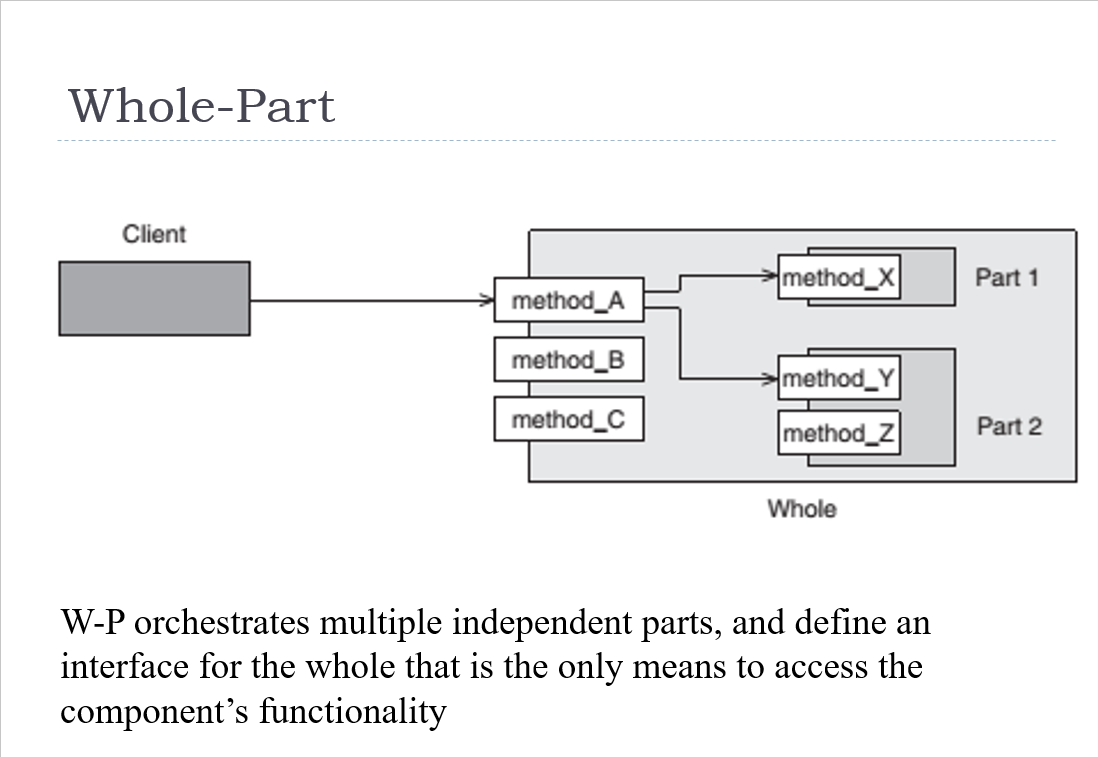 Whole-Part
Client
method_A
method_B
method_C
method_X
Part 1
method_Y
method_Z
Part 2
Whole
W-P orchestrates multiple independent parts, and define an
interface for the whole that is the only means to access the
component’s functionality